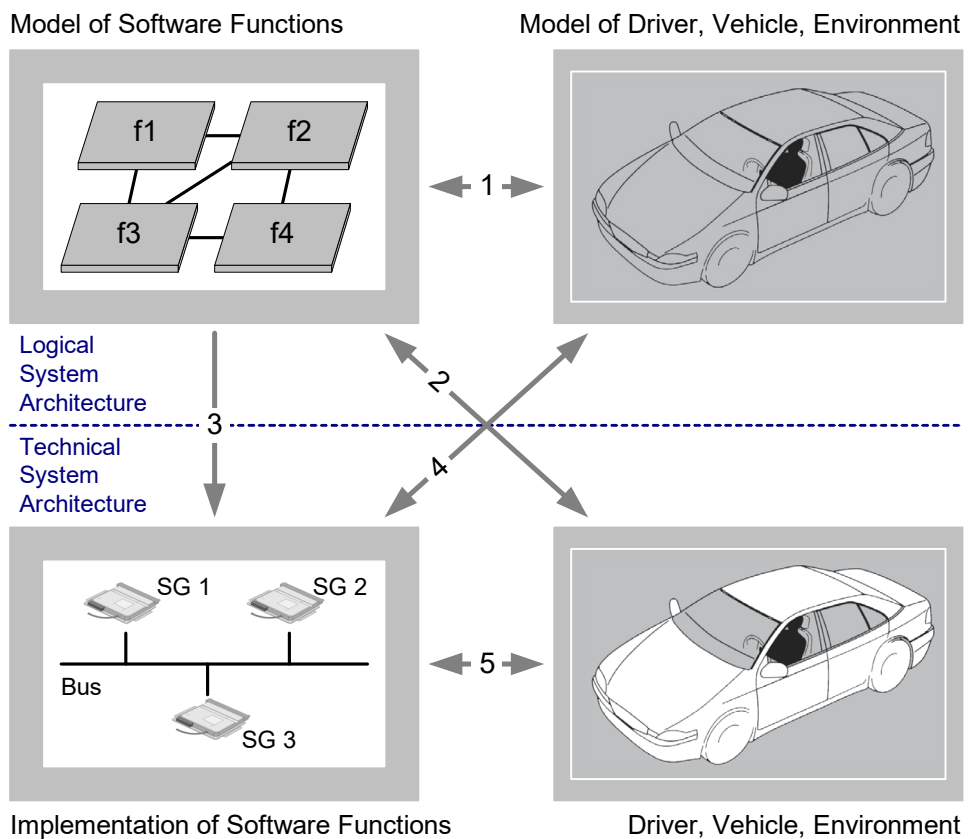 Model of Software Functions
Model of Driver, Vehicle, Environment
f1
f2
f3
f4
1
Logical
System
Architecture
2
3
Technical
System
Architecture
4
SG 1
SG 2
Bus
SG 3
5
Implementation of Software Functions
Driver, Vehicle, Environment